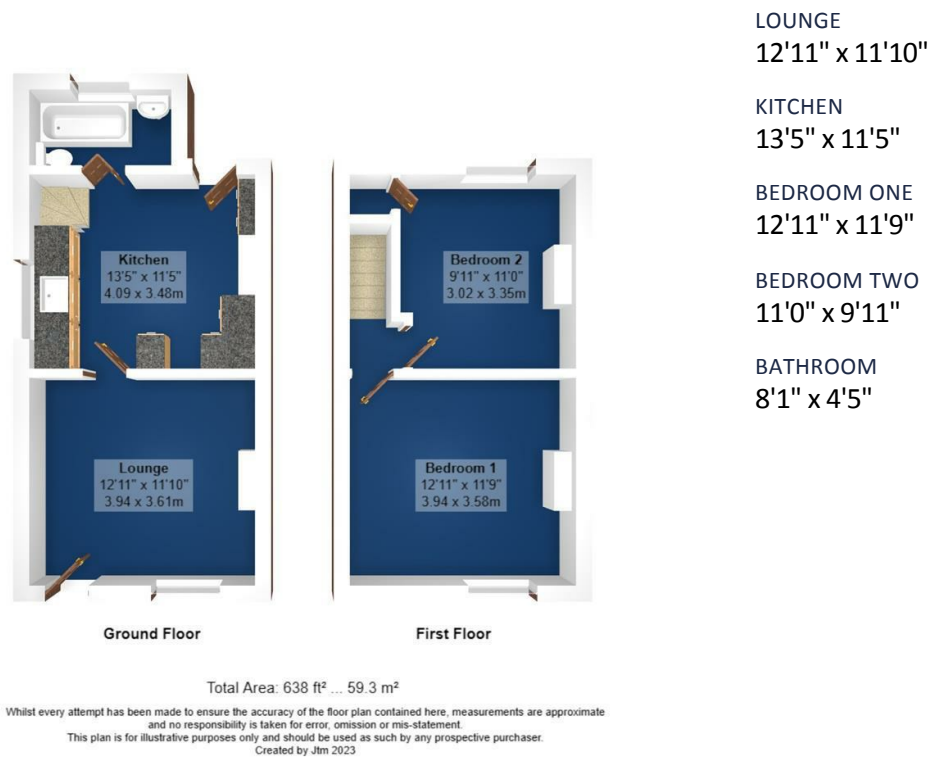 LOUNGE
12'11" x 11'10"
KITCHEN
13'5" x 11'5"
BEDROOM ONE
12'11" x 11'9"
BEDROOM TWO
11'0" x 9'11"
BATHROOM
8'1" x 4'5"
Kitchen
13'5" x 11'5"
4.09 x 3.48m
Lounge
12'11" x 11'10"
3.94 x 3.61m
Bedroom 2
9'11" x 11'0"
3.02 x 3.35m
Bedroom 1
12'11" x 11'9"
3.94 x 3.58m
Ground Floor
First Floor
Total Area: 638 ft² ... 59.3 m²
Whilst every attempt has been made to ensure the accuracy of the floor plan contained here, measurements are approximate
and no responsibility is taken for error, omission or mis-statement.
This plan is for illustrative purposes only and should be used as such by any prospective purchaser.
Created by Jtm 2023